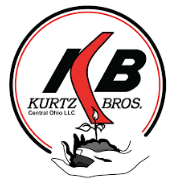 KB
KURTZ BROS.
Central Ohio LLC